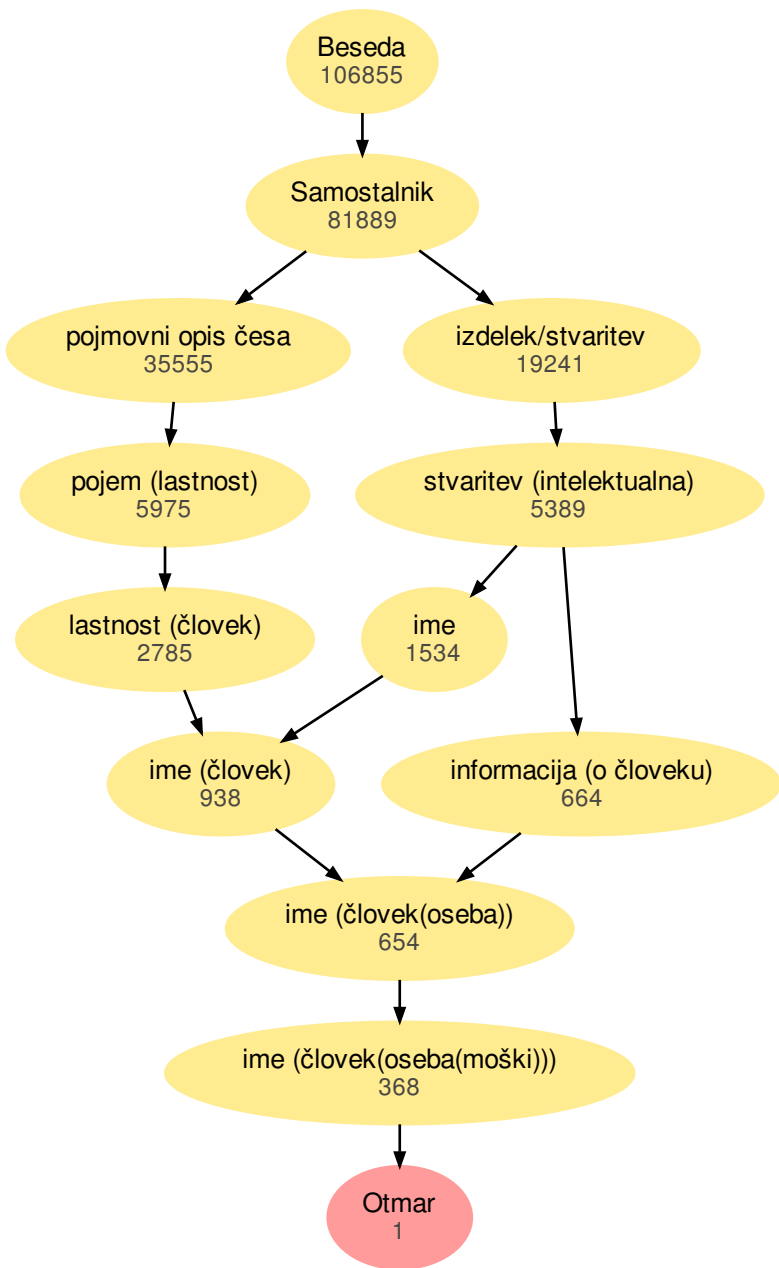 Beseda
106855
Samostalnik
81889
pojmovni opis česa
35555
izdelek/stvaritev
19241
pojem (lastnost)
5975
stvaritev (intelektualna)
5389
lastnost (človek)
2785
ime
1534
ime (človek)
938
informacija (o človeku)
664
ime (človek(oseba))
654
ime (človek(oseba(moški)))
368
Otmar
1